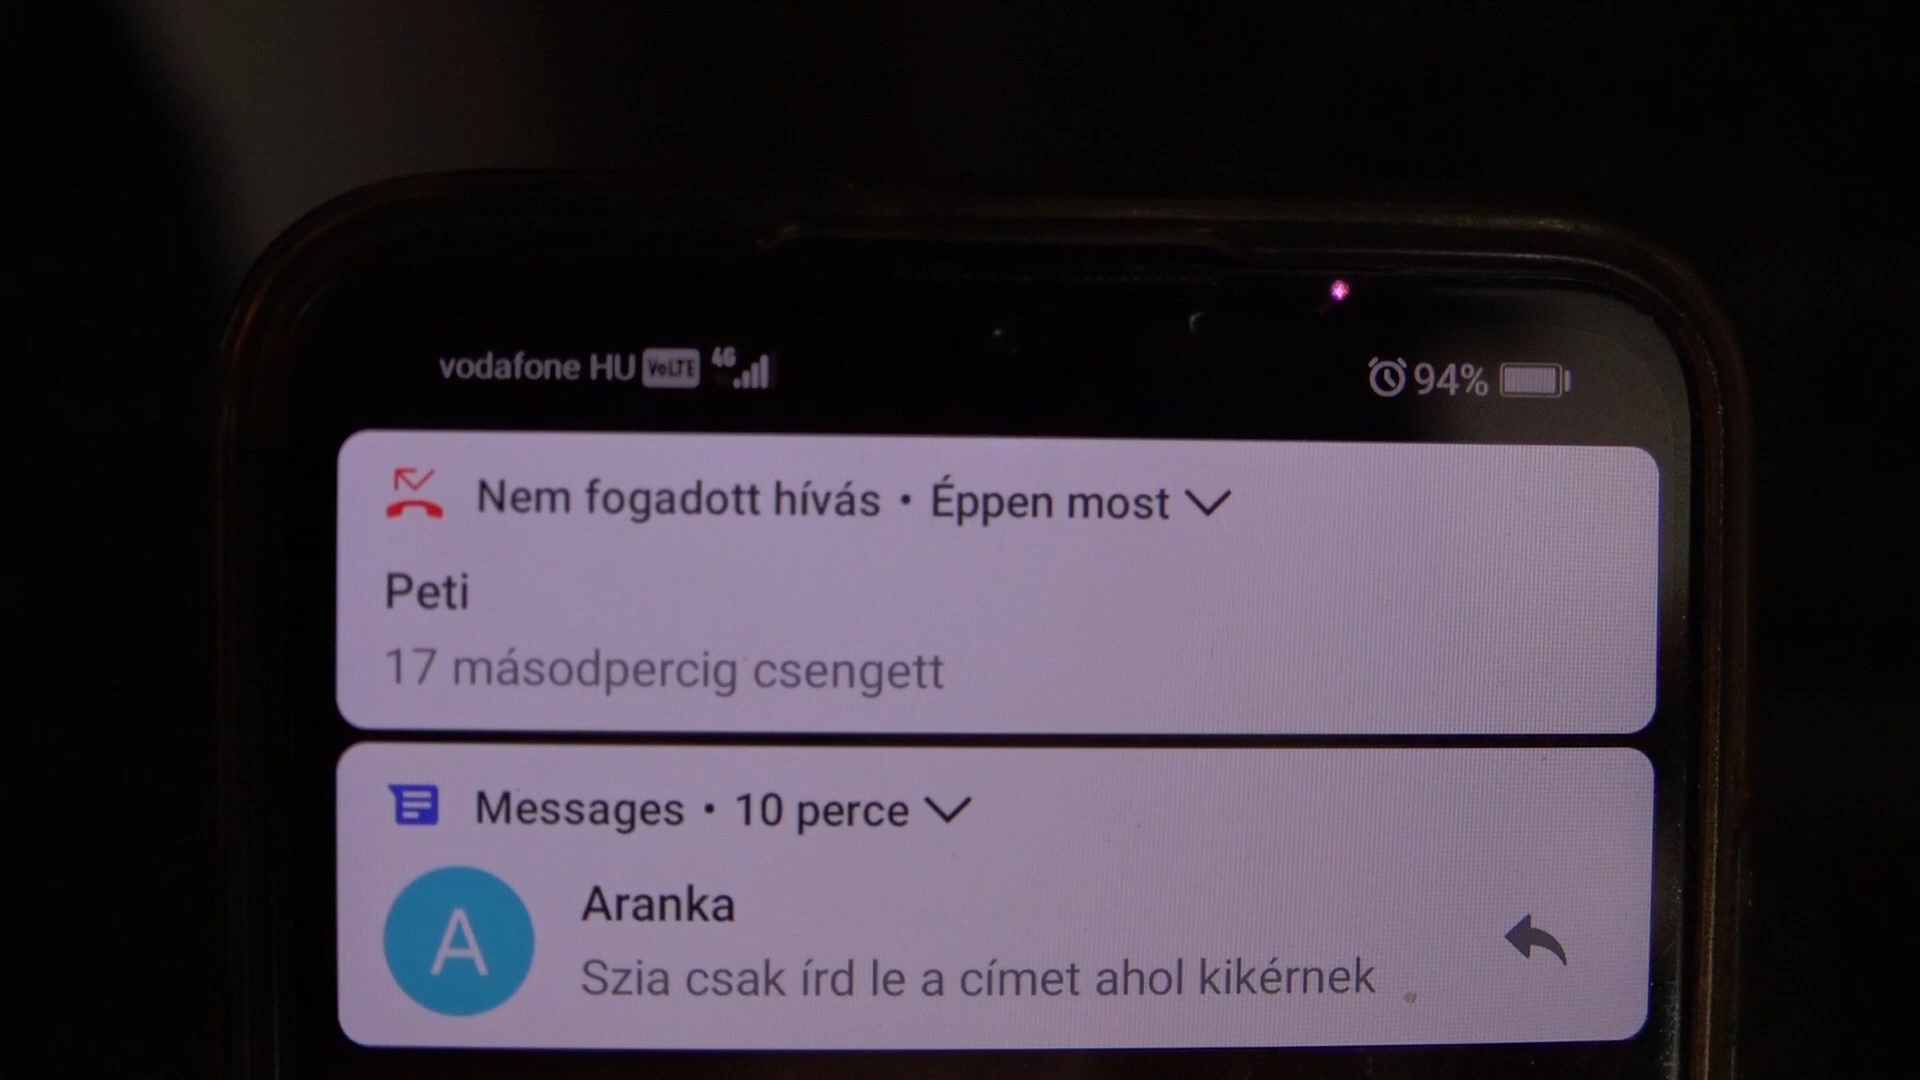 vodafone HU VoLTE 4G 94%
Nem fogadott hívás • Éppen most
Peti
17 másodpercig csengett
Messages • 10 perce
A
Aranka
Szia csak írd le a címet ahol kikérnek